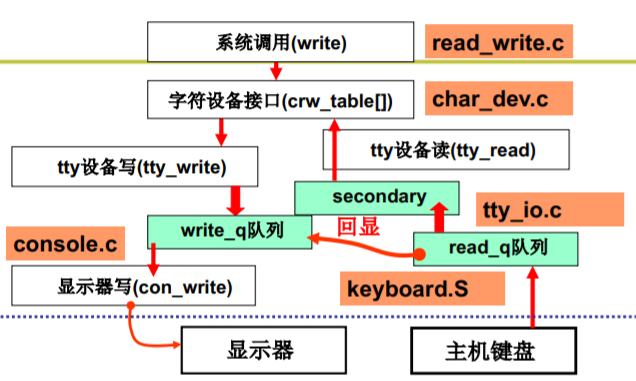 系统调用(write)
read_write.c
字符设备接口(crw_table[])
char_dev.c
tty设备写(tty_write)
tty设备读(tty_read)
secondary
tty_io.c
write_q队列
回显
console.c
read_q队列
显示器写(con_write)
keyboard.S
显示器
主机键盘